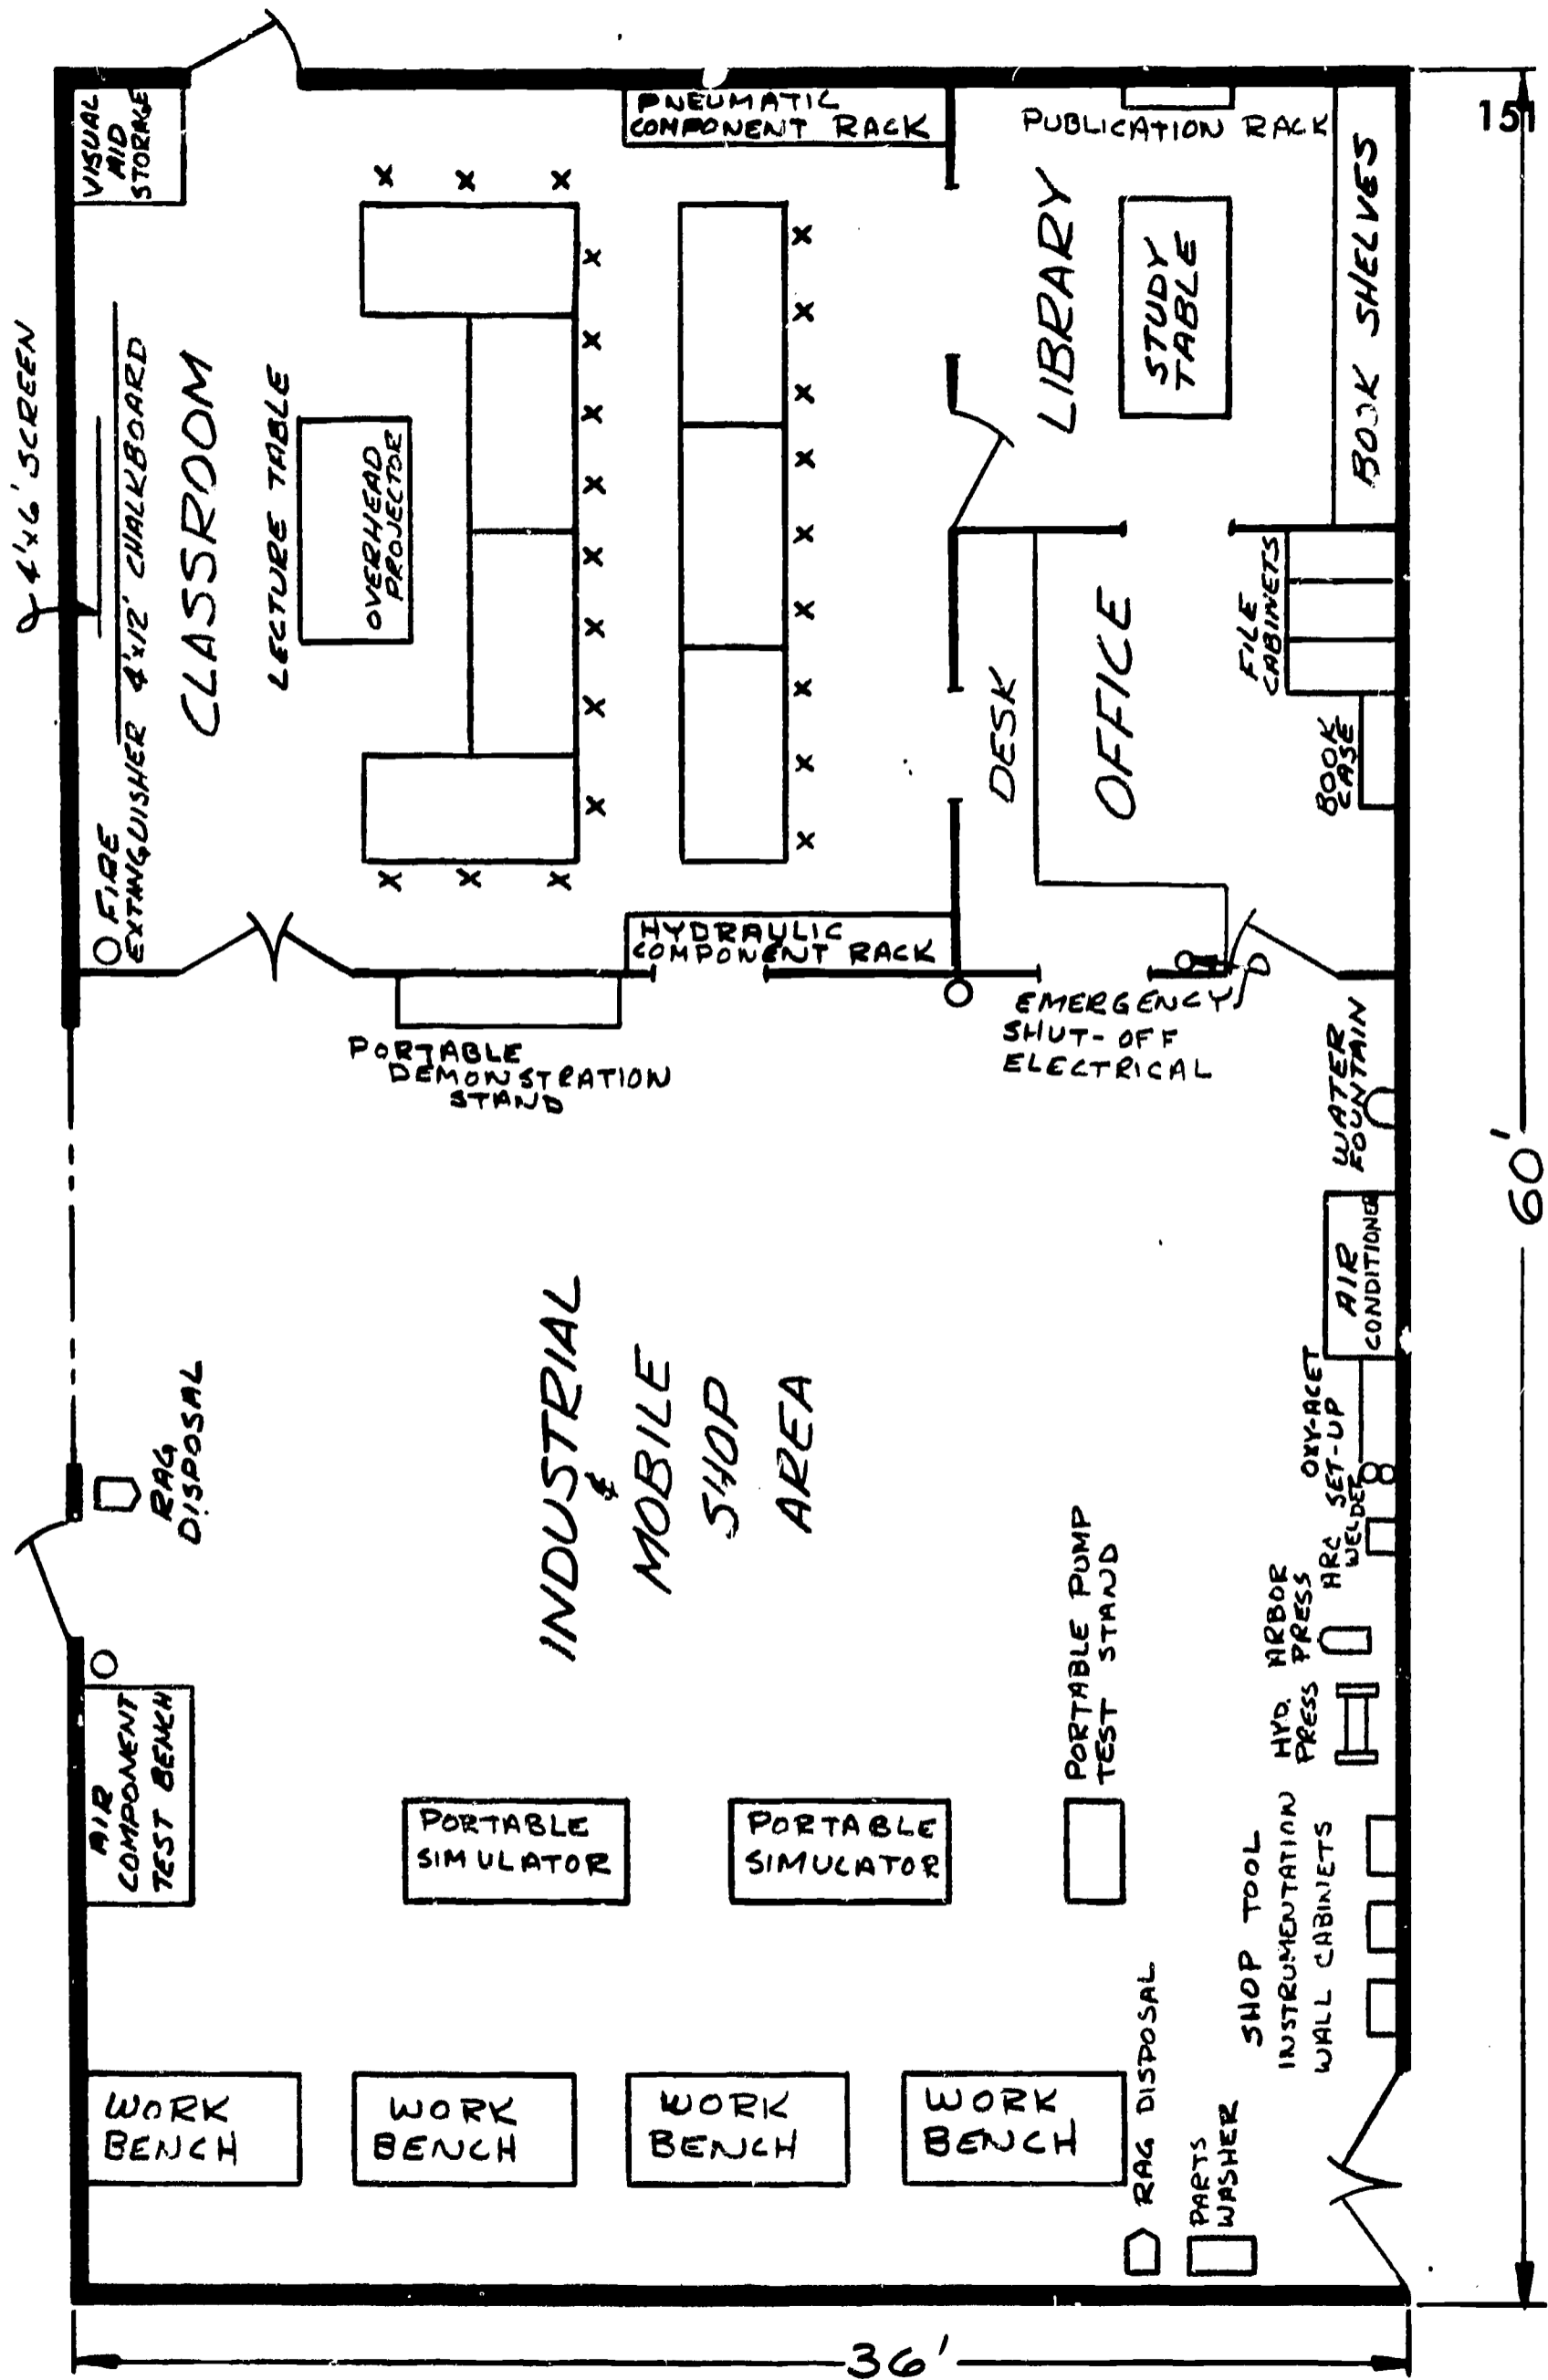 151
4'x6' SCREEN
VISUAL
AID
STORAGE
FIRE
EXTINGUISHER
4'x12' CHALKBOARD
CLASSROOM
LECTURE TABLE
OVERHEAD
PROJECTOR
PNEUMATIC
COMPONENT RACK
PUBLICATION RACK
LIBRARY
STUDY
TABLE
BOOK SHELVES
DESK
OFFICE
FILE
CABINETS
BOOK
CASE
HYDRAULIC
COMPONENT RACK
PORTABLE
DEMONSTRATION
STAND
EMERGENCY
SHUT-OFF
ELECTRICAL
WATER
FOUNTAIN
AIR
CONDITIONER
60'
RAG
DISPOSAL
INDUSTRIAL
&
MOBILE
SHOP
AREA
OXY-ACET
SET-UP
ARC
WELDER
ARBOR
PRESS
HYD.
PRESS
PORTABLE PUMP
TEST STAND
AIR
COMPONENT
TEST BENCH
PORTABLE
SIMULATOR
PORTABLE
SIMULATOR
SHOP TOOL
INSTRUMENTATION
WALL CABINETS
WORK
BENCH
WORK
BENCH
WORK
BENCH
WORK
BENCH
RAG DISPOSAL
PARTS
WASHER
36'